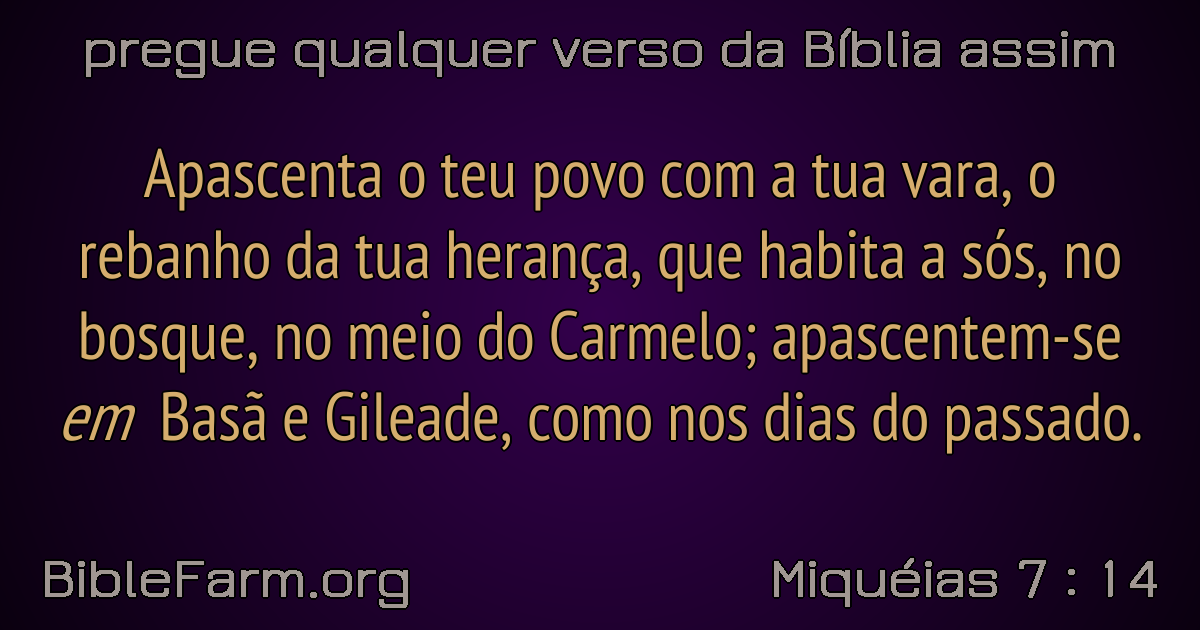 pregue qualquer verso da Bíblia assim
Apascenta o teu povo com a tua vara, o
rebanho da tua herança, que habita a sós, no
bosque, no meio do Carmelo; apascentem-se
em Basã e Gileade, como nos dias do passado.
BibleFarm.org
Miquéias 7 : 14